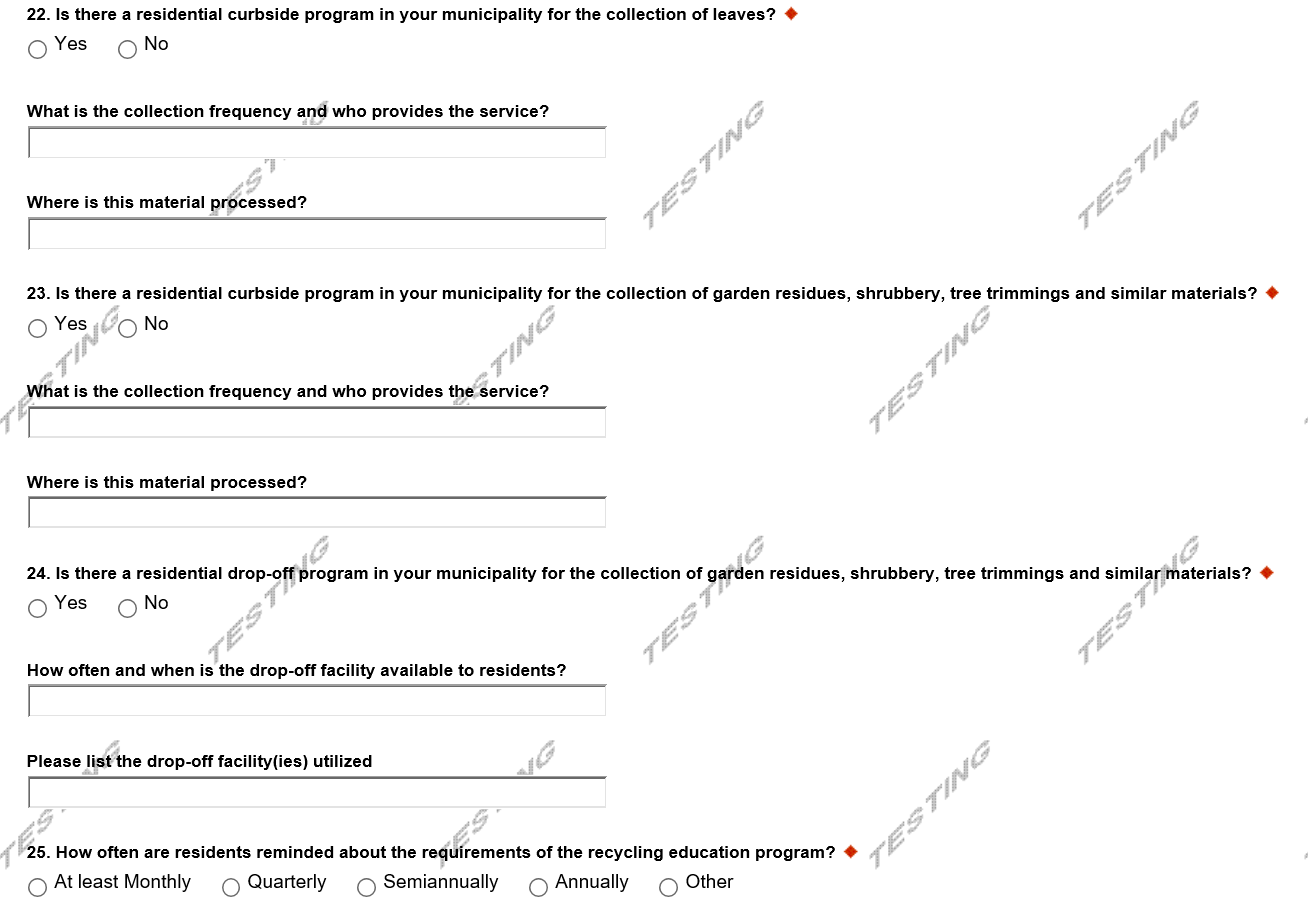 22. Is there a residential curbside program in your municipality for the collection of leaves?
Yes No
What is the collection frequency and who provides the service?
Where is this material processed?
23. Is there a residential curbside program in your municipality for the collection of garden residues, shrubbery, tree trimmings and similar materials?
Yes No
What is the collection frequency and who provides the service?
Where is this material processed?
24. Is there a residential drop-off program in your municipality for the collection of garden residues, shrubbery, tree trimmings and similar materials?
Yes No
How often and when is the drop-off facility available to residents?
Please list the drop-off facility(ies) utilized
25. How often are residents reminded about the requirements of the recycling education program?
At least Monthly Quarterly Semiannually Annually Other
TESTING
TESTING
TESTING
TESTING
TESTING
TESTING
TESTING
TESTING
TESTING
TESTING
TESTING
TESTING